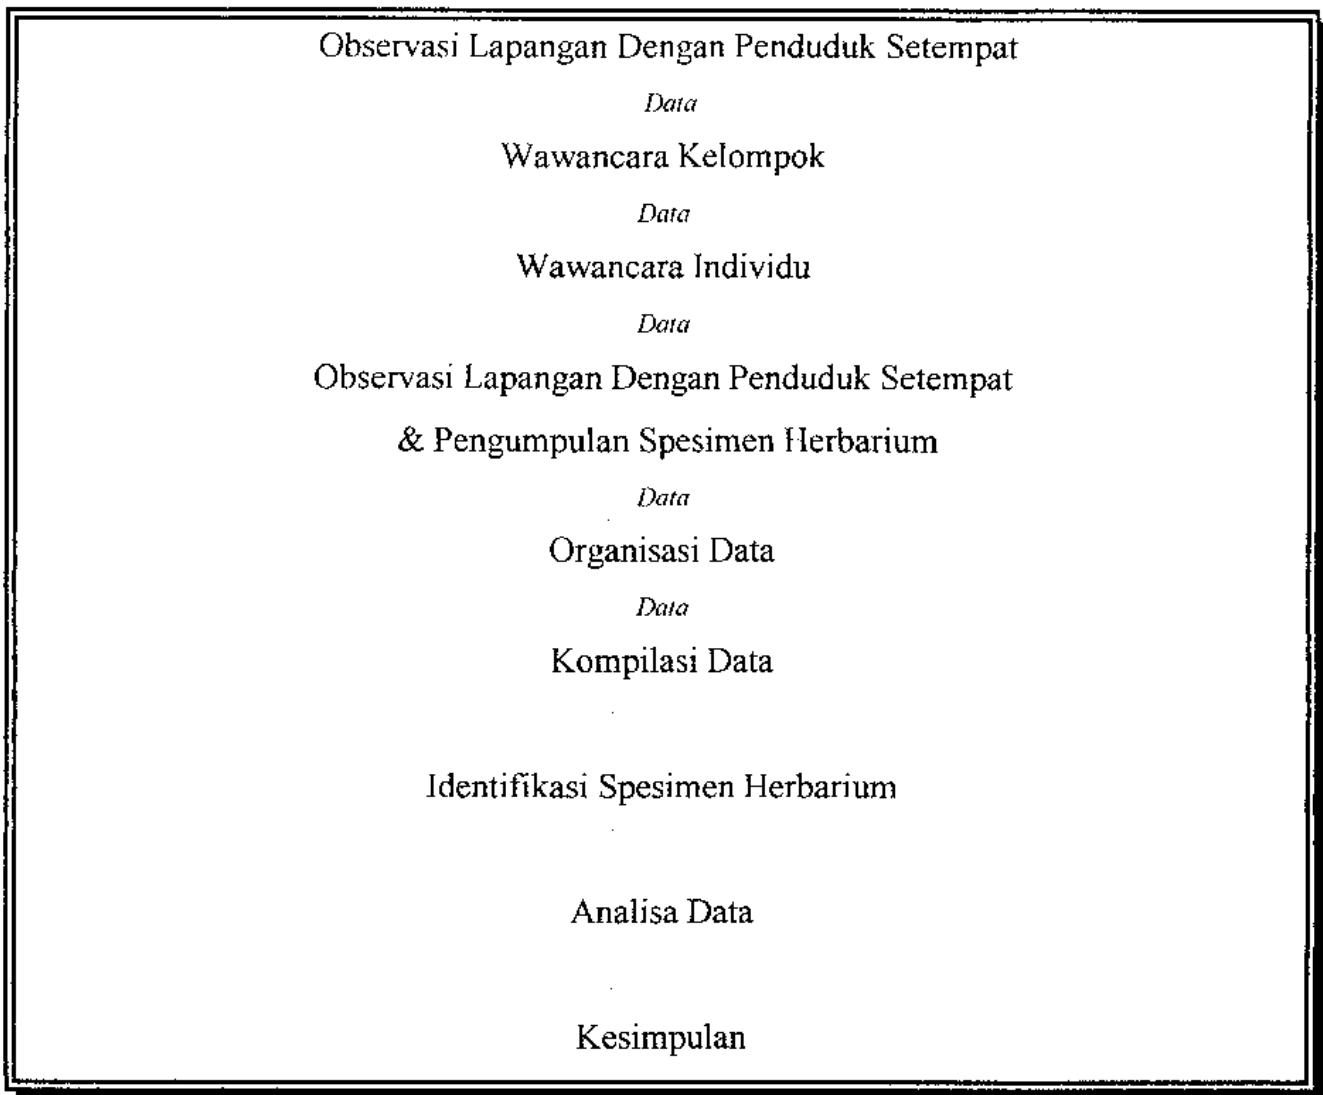 Observasi Lapangan Dengan Penduduk Setempat
Data
Wawancara Kelompok
Data
Wawancara Individu
Data
Observasi Lapangan Dengan Penduduk Setempat
& Pengumpulan Spesimen Herbarium
Data
Organisasi Data
Data
Kompilasi Data
Identifikasi Spesimen Herbarium
Analisa Data
Kesimpulan